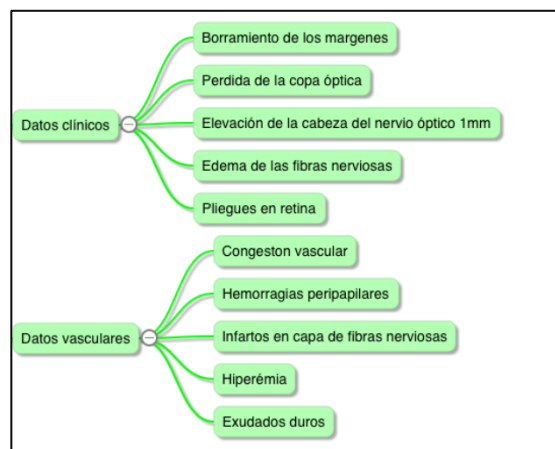 Datos clínicos
Borramiento de los margenes
Perdida de la copa óptica
Elevación de la cabeza del nervio óptico 1mm
Edema de las fibras nerviosas
Pliegues en retina
Datos vasculares
Congeston vascular
Hemorragias peripapilares
Infartos en capa de fibras nerviosas
Hiperémia
Exudados duros